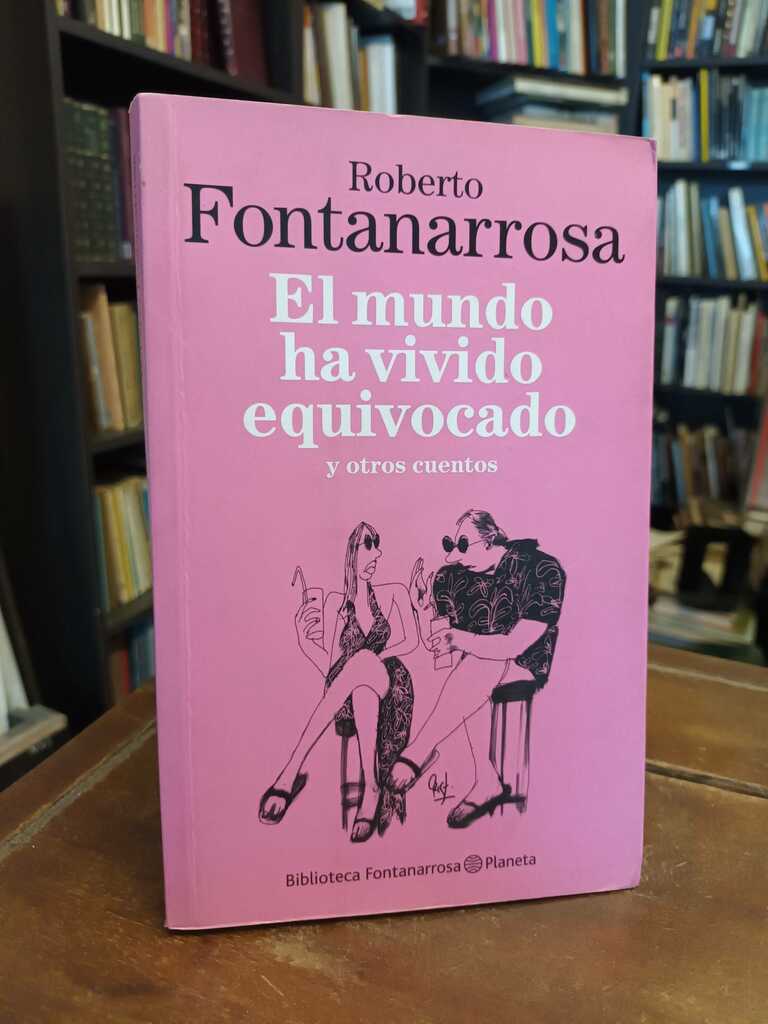 Roberto
Fontanarrosa
El mundo
ha vivido
equivocado
y otros cuentos
Biblioteca Fontanarrosa Planeta